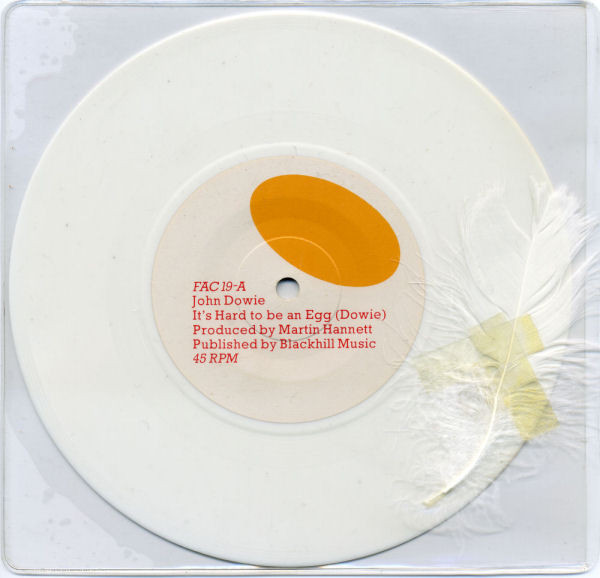 FAC 19-A
John Dowie
It's Hard to be an Egg (Dowie)
Produced by Martin Hannett
Published by Blackhill Music
45 RPM